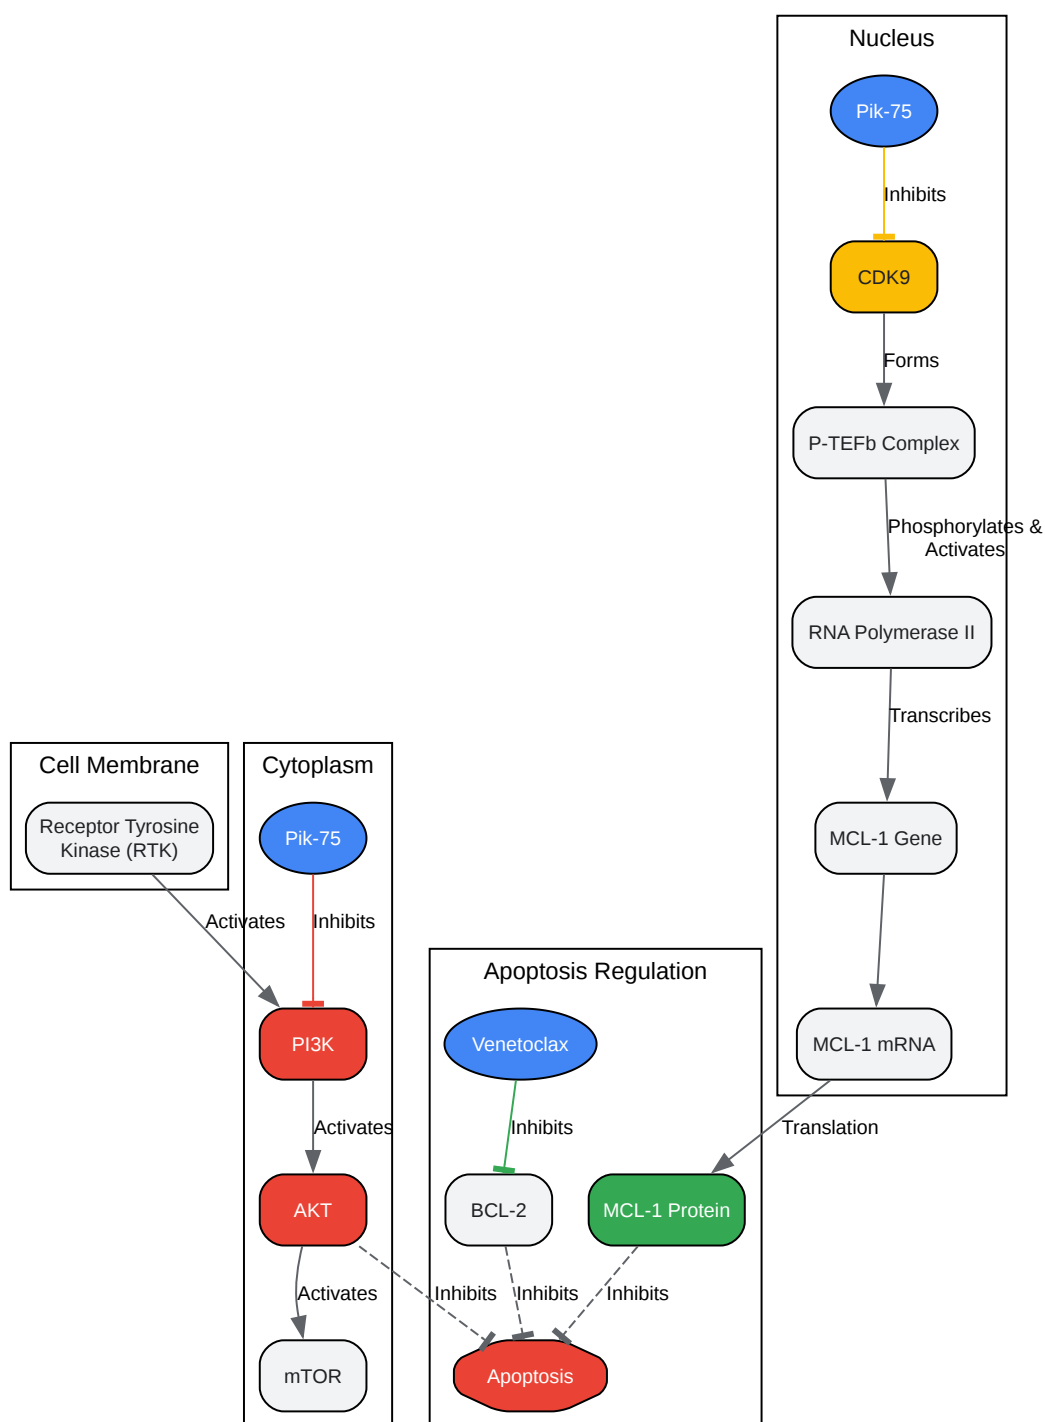 Nucleus
Pik-75
Inhibits
CDK9
Forms
P-TEFb Complex
Phosphorylates &
Activates
RNA Polymerase II
Transcribes
MCL-1 Gene
MCL-1 mRNA
Translation
Cell Membrane
Receptor Tyrosine
Kinase (RTK)
Activates
Cytoplasm
Pik-75
Inhibits
PI3K
Activates
AKT
Activates
mTOR
Inhibits
Apoptosis Regulation
Venetoclax
Inhibits
BCL-2
MCL-1 Protein
Inhibits
Inhibits
Apoptosis